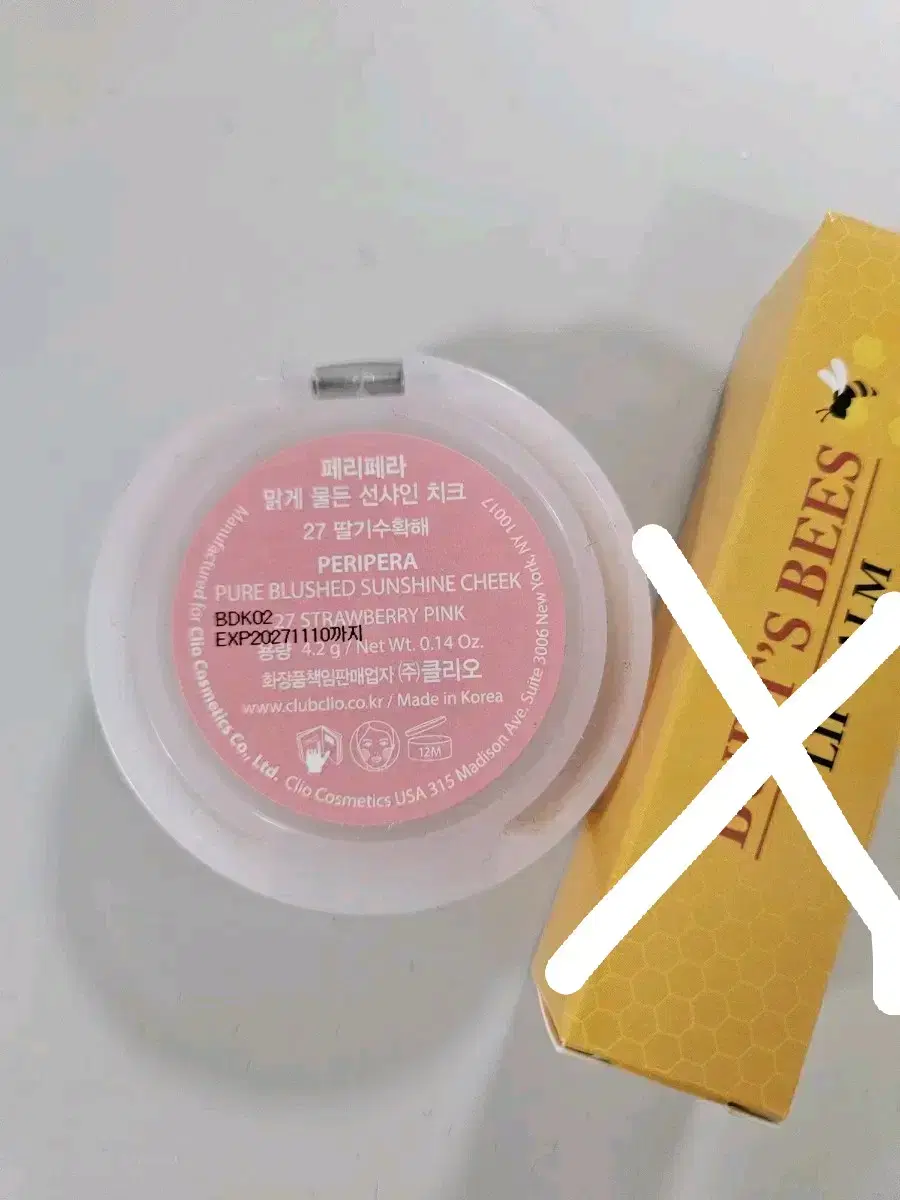 페리페라
맑게 물든 선샤인 치크
27 딸기수확해
PERIPERA
PURE BLUSHED SUNSHINE CHEEK
27 STRAWBERRY PINK
BDK02
EXP20271110까지
용량 4.2 g / Net Wt. 0.14 Oz.
화장품책임판매업자 ㈜클리오
www.clubclio.co.kr / Made in Korea
12M
Manufactured for Clio Cosmetics Co., Ltd. Clio Cosmetics USA 315 Madison Ave. Suite 3006 New York, NY 10017
BEES